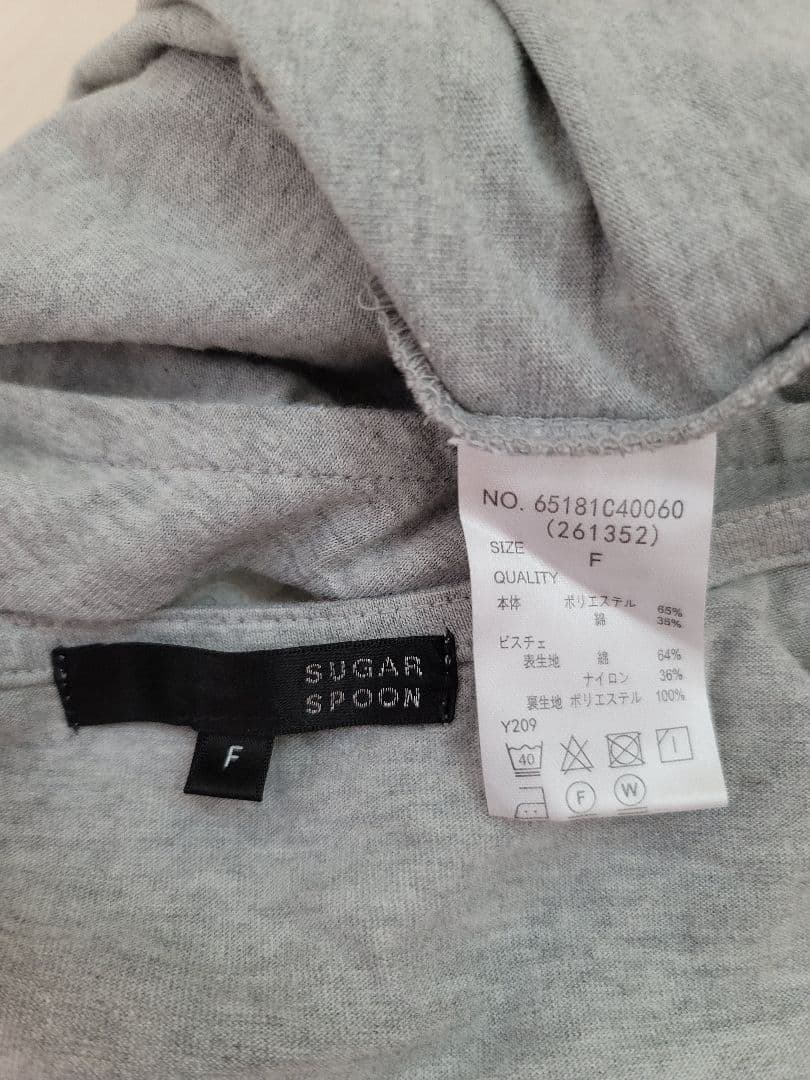 SUGAR
SPOON
F
NO. 65181C40060
(261352)
SIZE F
QUALITY
本体 ポリエステル 65%
綿 35%
ビスチェ
表生地 綿 64%
ナイロン 36%
裏生地 ポリエステル 100%
Y209
40
F W